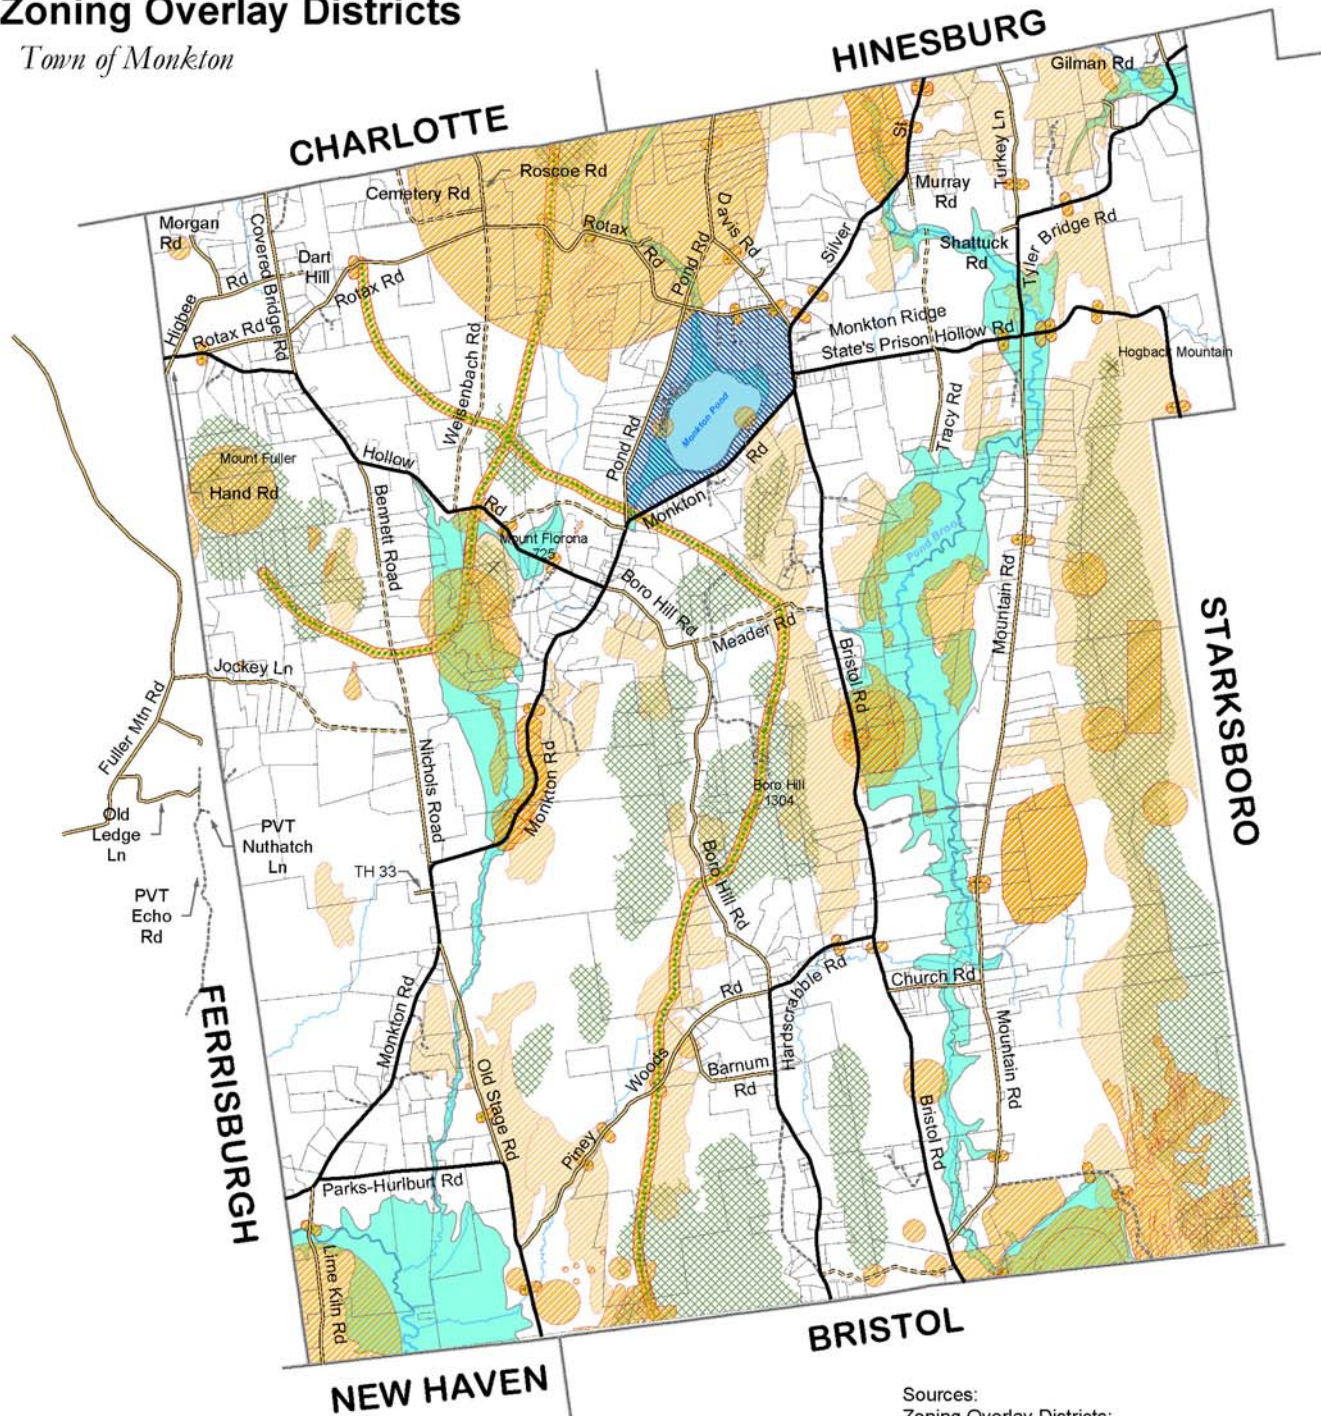 Zoning Overlay Districts
Town of Monkton
HINESBURG
CHARLOTTE
Gilman Rd
St
Turkey Ln
Roscoe Rd
Cemetery Rd
Murray
Rd
Morgan
Rd
Covered Bridge Rd
Dart
Hill
Rd
Higbee
Rotax Rd
Rotax Rd
Rotax
Rd
Pond Rd
Davis Rd
Silver
Shattuck
Rd
Tyler Bridge Rd
Monkton Ridge
State's Prison Hollow Rd
Hogback Mountain
Weisenbach Rd
Monkton Pond
Pond Rd
Tracy Rd
Rd
Monkton
Mount Fuller
Hand Rd
Hollow
Rd
Bennett Road
Mount Florona
725
Pond Brook
Mountain Rd
Boro Hill Rd
Meader Rd
Bristol Rd
STARKSBORO
Jockey Ln
Fuller Mtn Rd
Nichols Road
Monkton Rd
Boro Hill
1304
Old
Ledge
Ln
PVT
Nuthatch
Ln
TH 33
PVT
Echo
Rd
Boro Hill Rd
FERRISBURGH
Monkton Rd
Rd
Hardscrabble Rd
Church Rd
Mountain Rd
Old Stage Rd
Woods
Barnum
Rd
Piney
Bristol Rd
Parks-Hurlburt Rd
Lime Kiln Rd
BRISTOL
NEW HAVEN
Sources:
Zoning Overlay Districts: